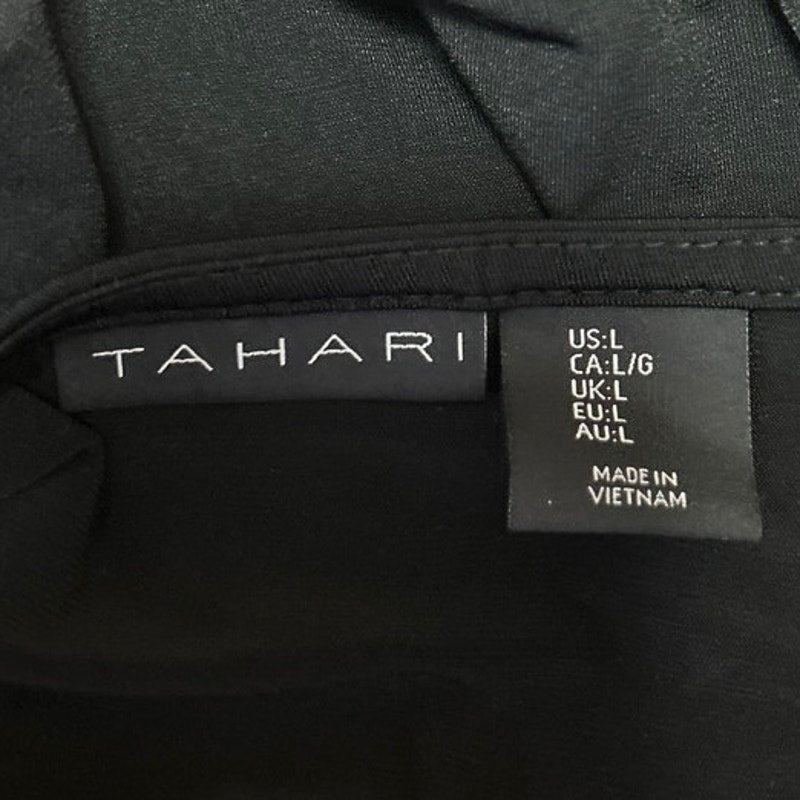 TAHARI
US:L
CA:L/G
UK:L
EU:L
AU:L
MADE IN
VIETNAM